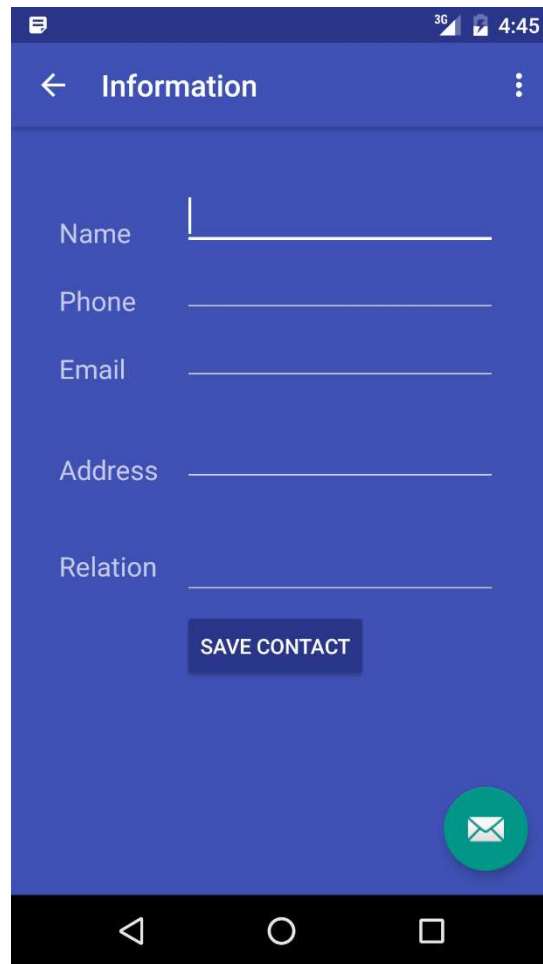 3G 4:45
Information
Name
Phone
Email
Address
Relation
SAVE CONTACT